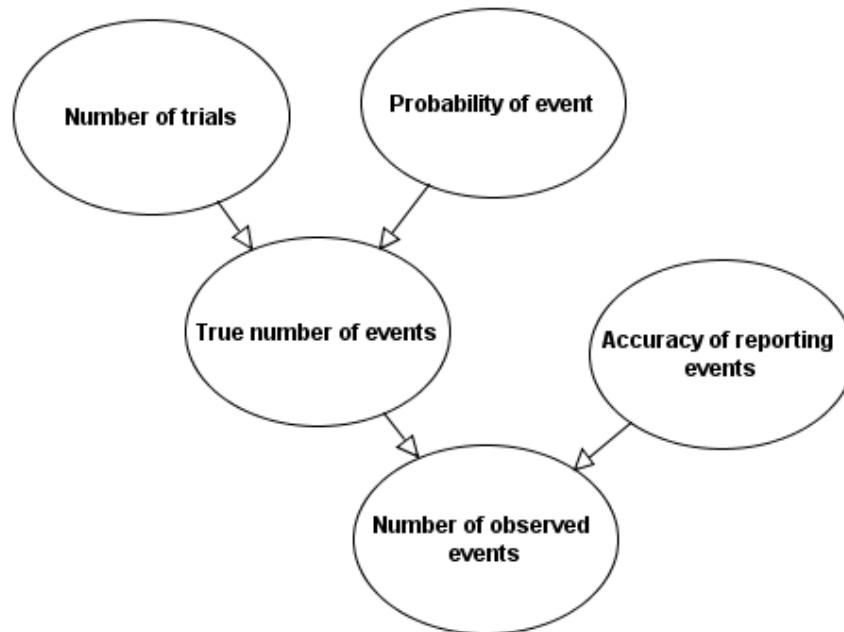 Number of trials
Probability of event
True number of events
Accuracy of reporting
events
Number of observed
events